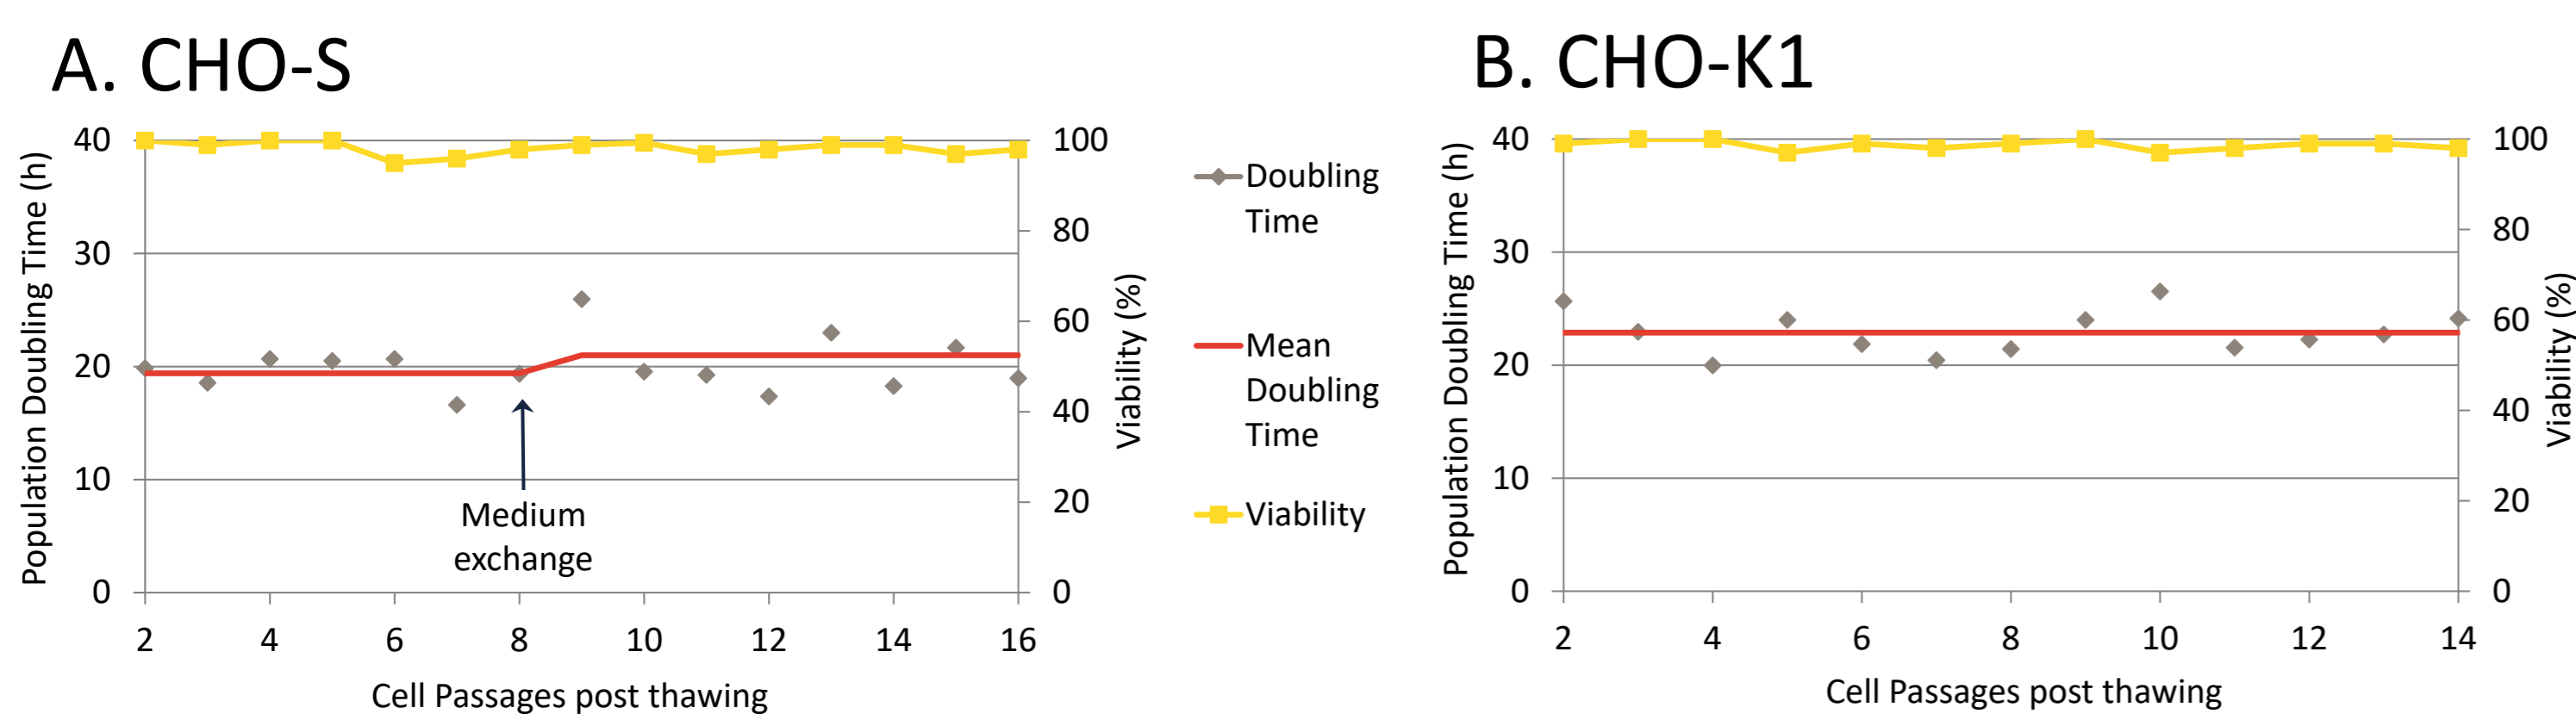 A. CHO-S
Population Doubling Time (h)
40
30
20
10
0
2
4
6
8
10
12
14
16
Cell Passages post thawing
100
80
60
40
20
0
Viability (%)
Medium
exchange
Doubling
Time
Mean
Doubling
Time
Viability
B. CHO-K1
Population Doubling Time (h)
40
30
20
10
0
2
4
6
8
10
12
14
Cell Passages post thawing
100
80
60
40
20
0
Viability (%)